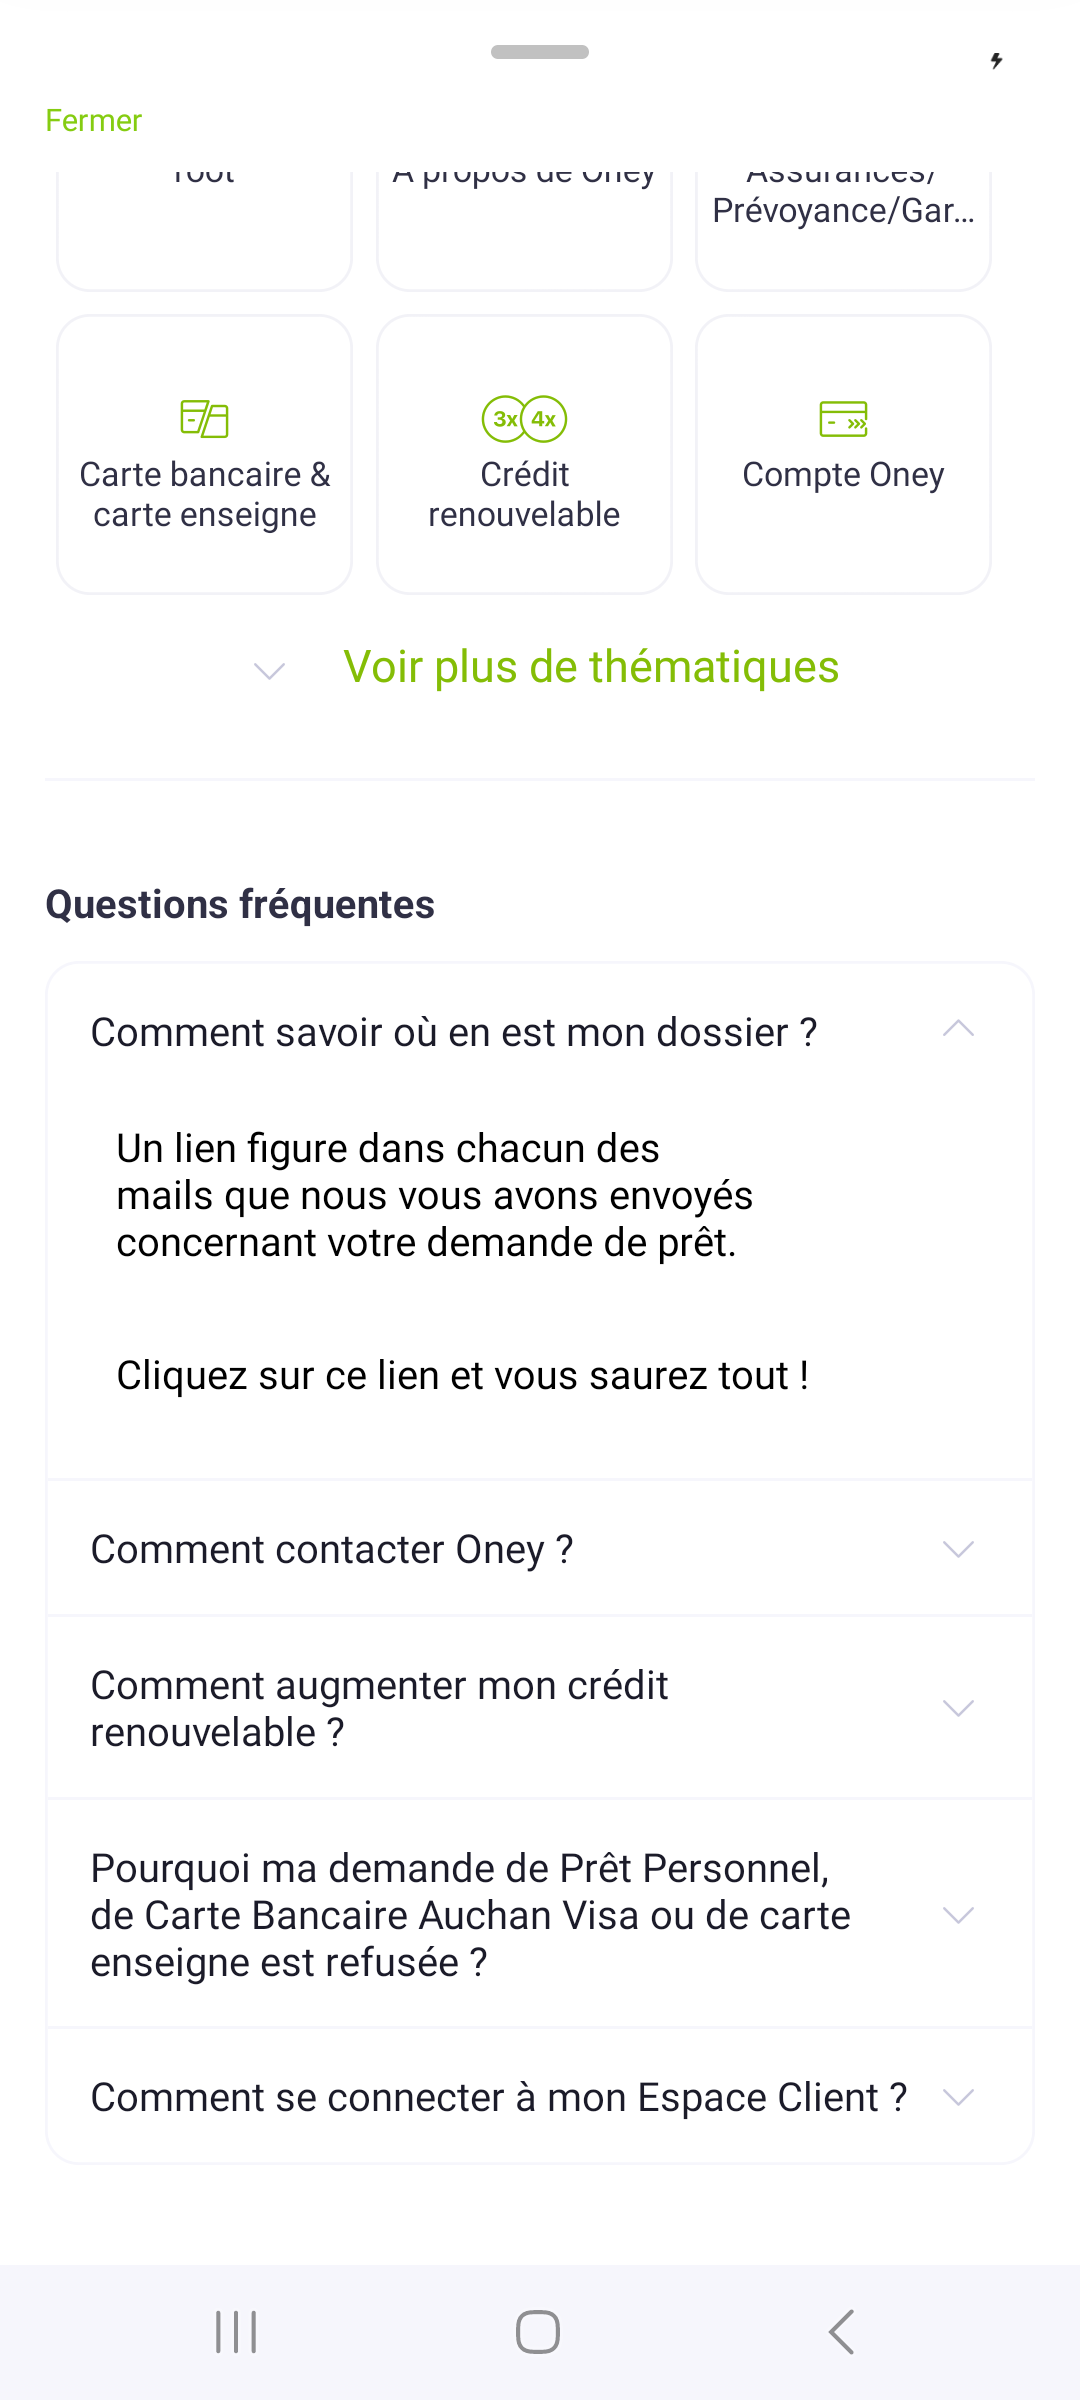 Fermer
A propos de Oney
Assurances/
Prévoyance/Gar...
3x 4x
Carte bancaire &
carte enseigne
Crédit
renouvelable
Compte Oney
Voir plus de thématiques
Questions fréquentes
Comment savoir où en est mon dossier ?
Un lien figure dans chacun des
mails que nous vous avons envoyés
concernant votre demande de prêt.
Cliquez sur ce lien et vous saurez tout !
Comment contacter Oney ?
Comment augmenter mon crédit
renouvelable ?
Pourquoi ma demande de Prêt Personnel,
de Carte Bancaire Auchan Visa ou de carte
enseigne est refusée ?
Comment se connecter à mon Espace Client ?